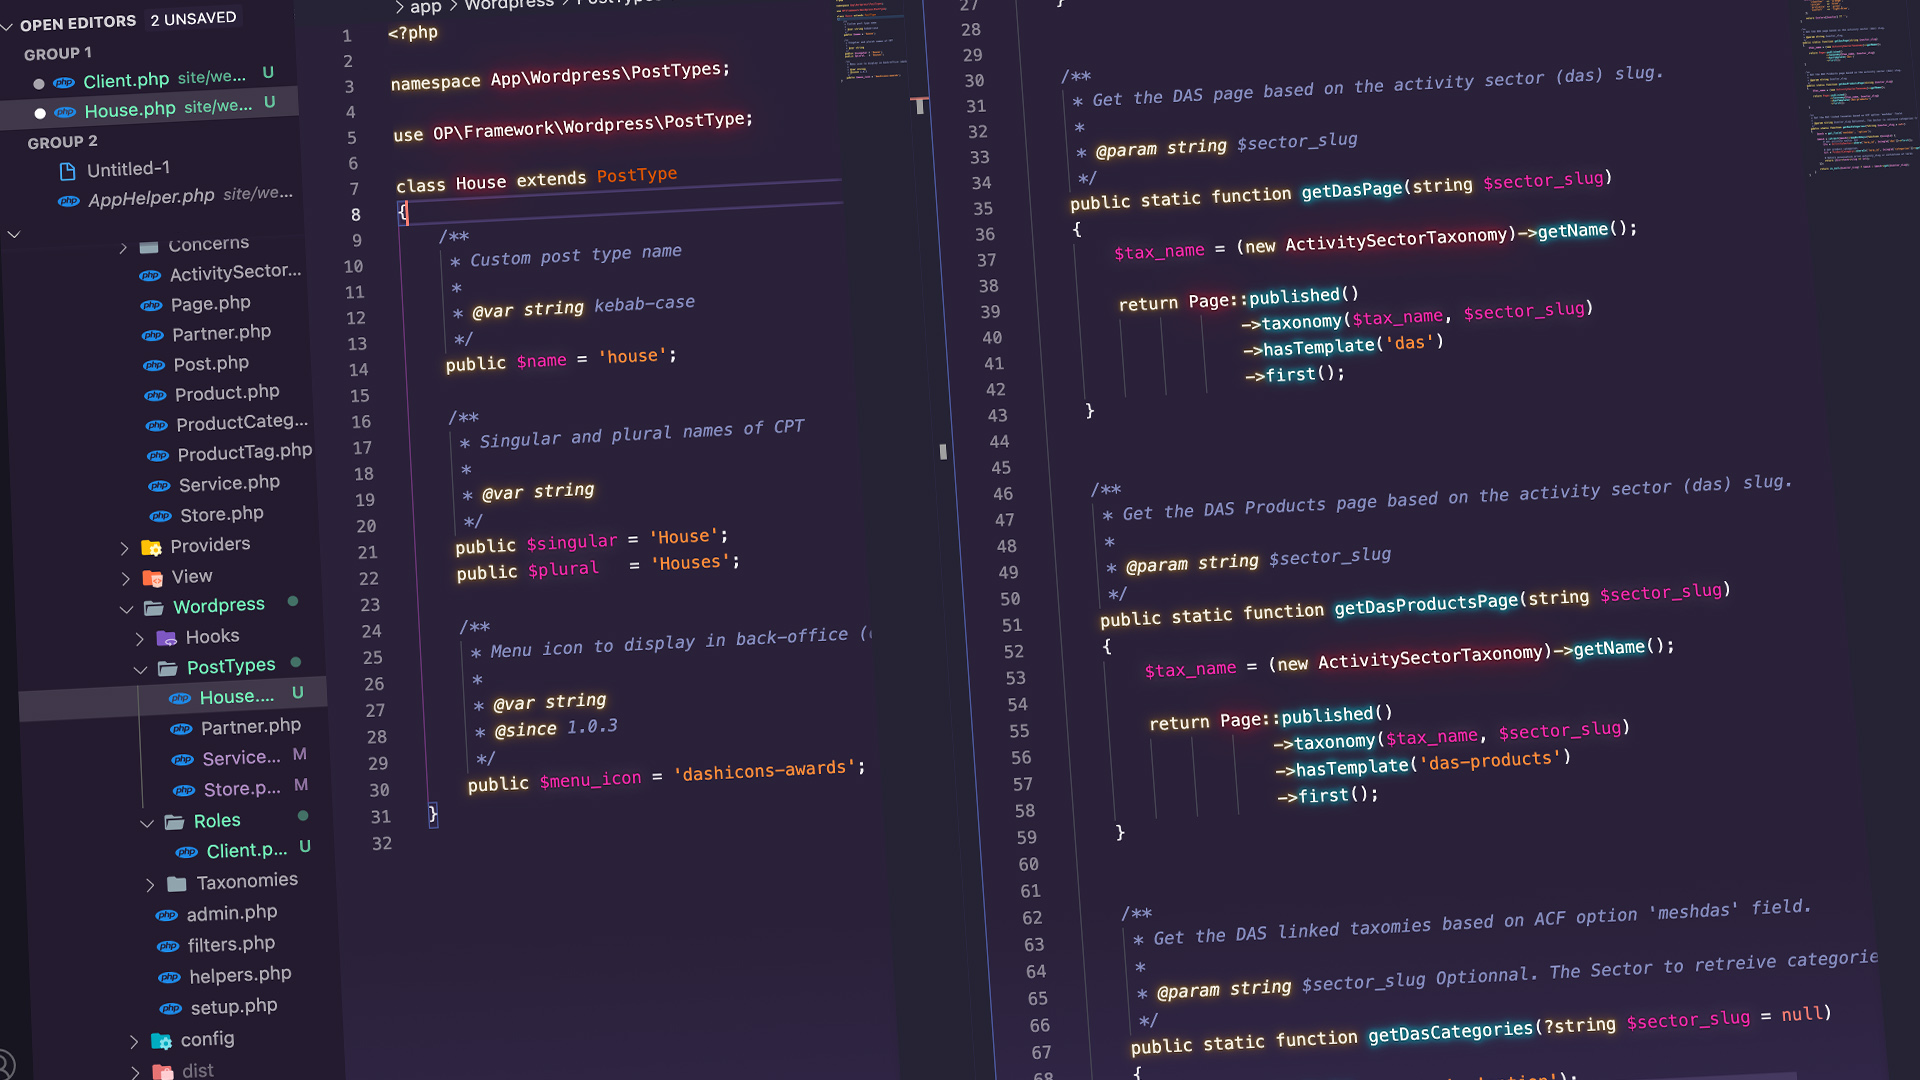 OPEN EDITORS 2 UNSAVED
GROUP 1
Client.php site/we... U
House.php site/we... U
GROUP 2
Untitled-1
AppHelper.php site/we...
Concerns
ActivitySector...
Page.php
Partner.php
Post.php
Product.php
ProductCateg...
ProductTag.php
Service.php
Store.php
Providers
View
Wordpress
Hooks
PostTypes
House.... U
Partner.php
Service... M
Store.p... M
Roles
Client.p... U
Taxonomies
admin.php
filters.php
helpers.php
setup.php
config
dist
> app > Wordpress >
1 <?php
2
3 namespace App\Wordpress\PostTypes;
4
5 use OP\Framework\Wordpress\PostType;
6
7 class House extends PostType
8 {
9 /**
10 * Custom post type name
11 *
12 * @var string kebab-case
13 */
14 public $name = 'house';
15
16 /**
17 * Singular and plural names of CPT
18 *
19 * @var string
20 */
21 public $singular = 'House';
22 public $plural = 'Houses';
23
24 /**
25 * Menu icon to display in back-office (
26 *
27 * @var string
28 * @since 1.0.3
29 */
30 public $menu_icon = 'dashicons-awards';
31 }
32
27 }
28
29
30 /**
31 * Get the DAS page based on the activity sector (das) slug.
32 *
33 * @param string $sector_slug
34 */
35 public static function getDasPage(string $sector_slug)
36 {
37 $tax_name = (new ActivitySectorTaxonomy)->getName();
38
39 return Page::published()
40 ->taxonomy($tax_name, $sector_slug)
41 ->hasTemplate('das')
42 ->first();
43 }
44
45
46 /**
47 * Get the DAS Products page based on the activity sector (das) slug.
48 *
49 * @param string $sector_slug
50 */
51 public static function getDasProductsPage(string $sector_slug)
52 {
53 $tax_name = (new ActivitySectorTaxonomy)->getName();
54
55 return Page::published()
56 ->taxonomy($tax_name, $sector_slug)
57 ->hasTemplate('das-products')
58 ->first();
59 }
60
61
62 /**
63 * Get the DAS linked taxomies based on ACF option 'meshdas' field.
64 *
65 * @param string $sector_slug Optionnal. The Sector to retreive categorie
66 */
67 public static function getDasCategories(?string $sector_slug = null)
68 {